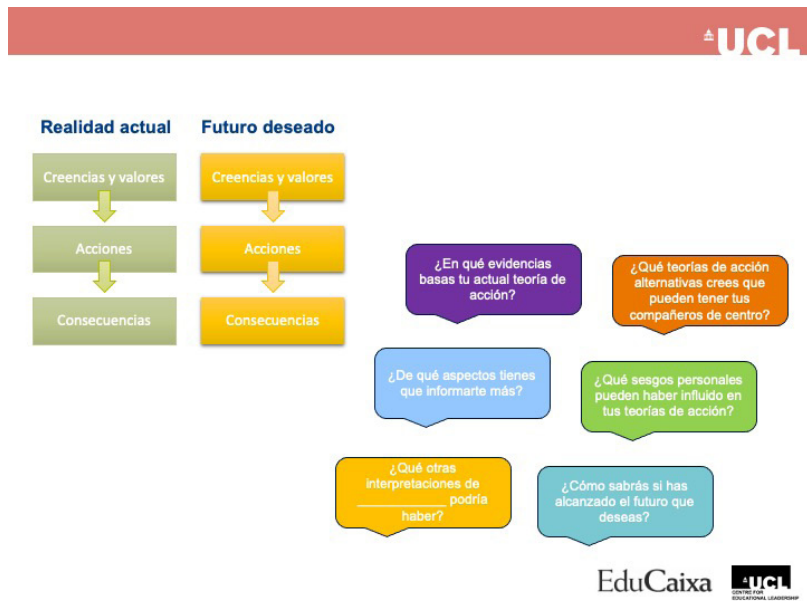 UCL
Realidad actual
Futuro deseado
Creencias y valores
Creencias y valores
Acciones
Acciones
Consecuencias
Consecuencias
¿En qué evidencias
basas tu actual teoría de
acción?
¿Qué teorías de acción
alternativas crees que
pueden tener tus
compañeros de centro?
¿De qué aspectos tienes
que informarte más?
¿Qué sesgos personales
pueden haber influido en
tus teorías de acción?
¿Qué otras
interpretaciones de
____________ podría
haber?
¿Cómo sabrás si has
alcanzado el futuro que
deseas?
EduCaixa
UCL
CENTRE FOR
EDUCATIONAL LEADERSHIP